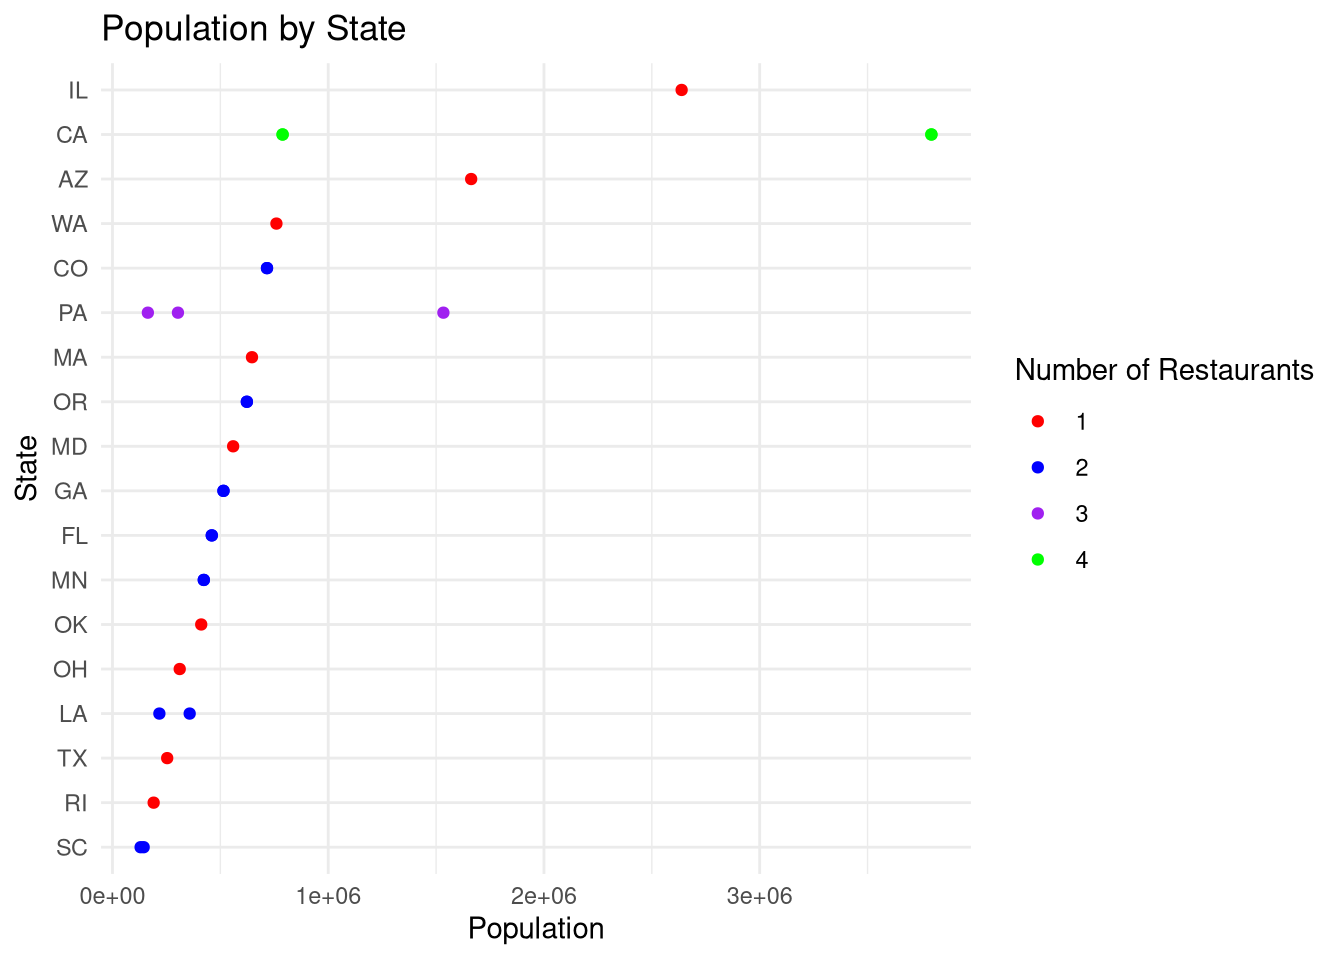 Population by State
IL
CA
AZ
WA
CO
PA
MA
OR
MD
GA
FL
MN
OK
OH
LA
TX
RI
SC
State
0e+00 1e+06 2e+06 3e+06
Population
Number of Restaurants
1
2
3
4